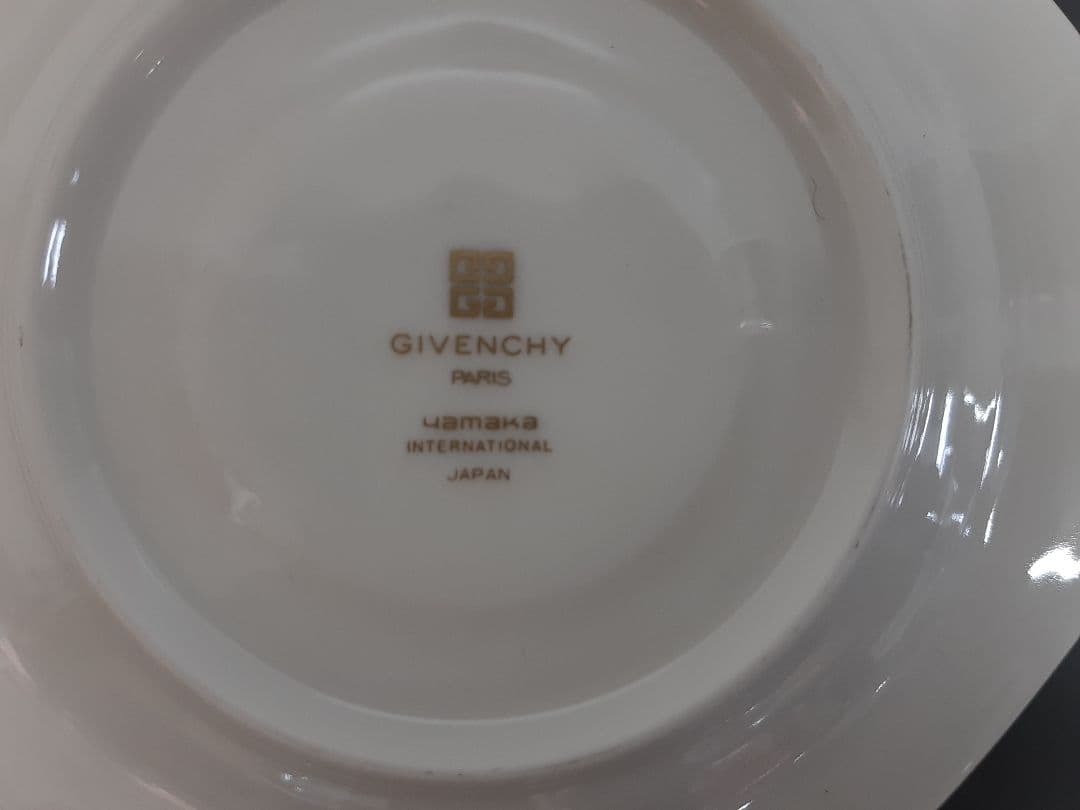 GIVENCHY
PARIS
yamaka
INTERNATIONAL
JAPAN